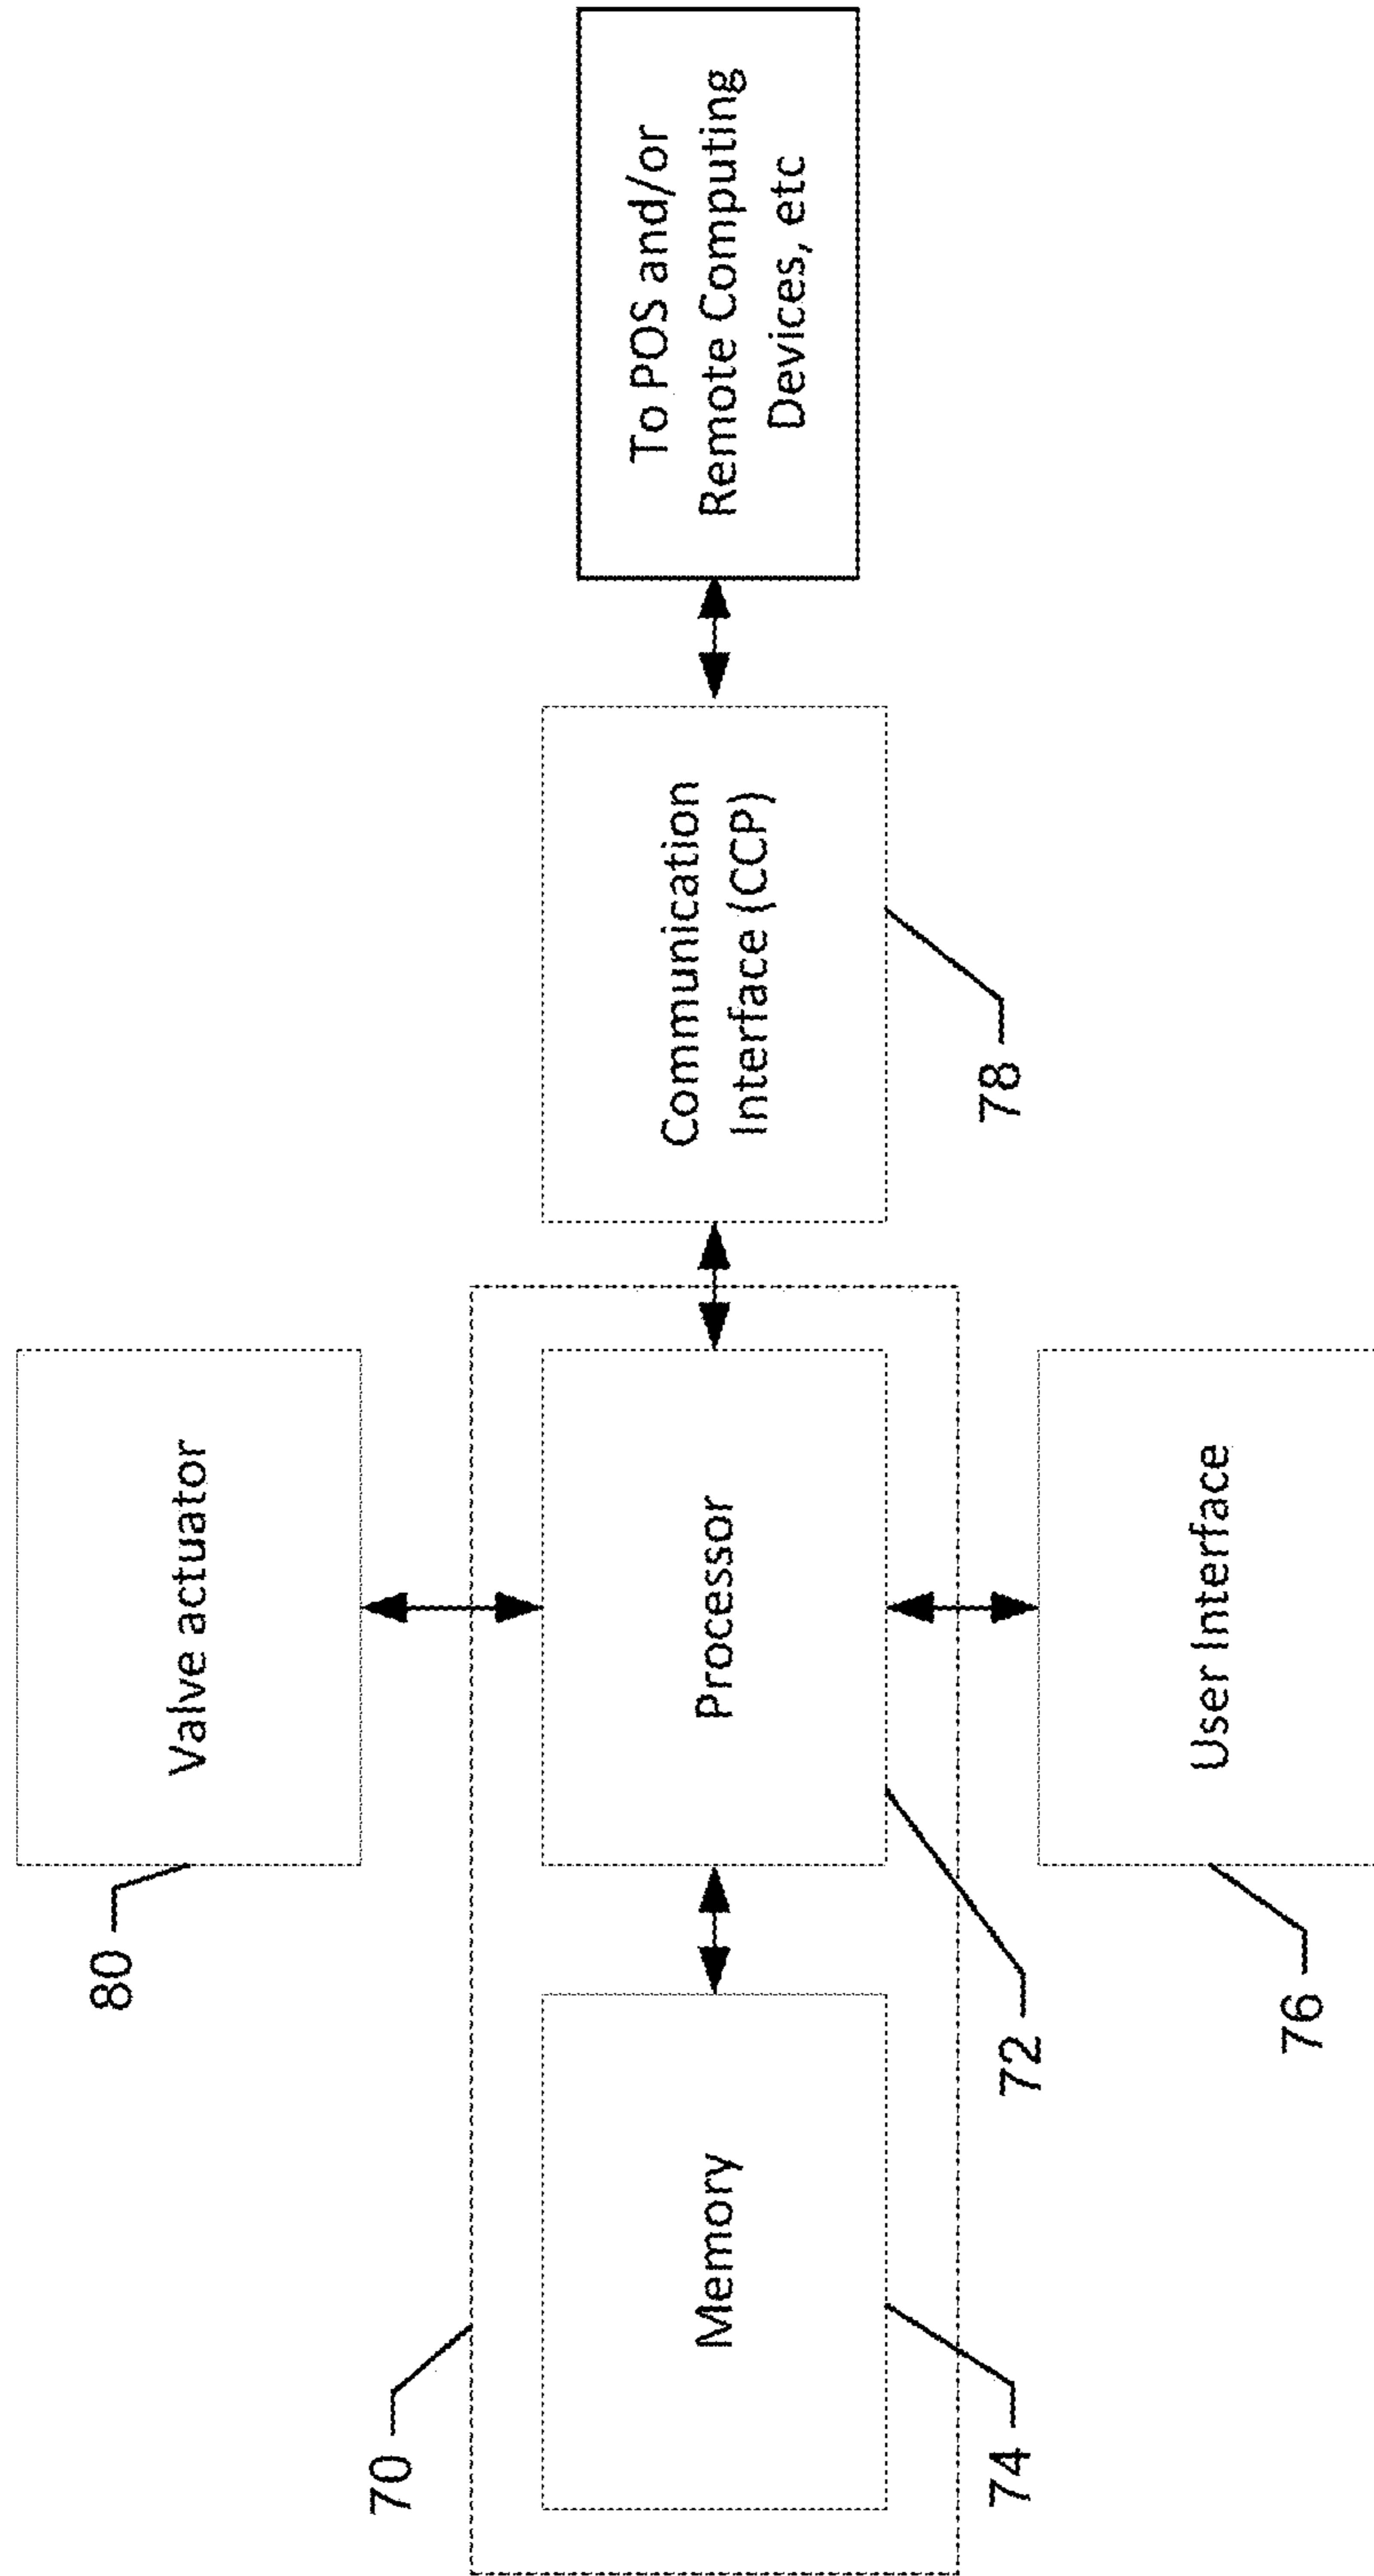 80
Valve actuator
70
Memory
74
Processor
72
Communication
Interface (CCP)
78
To POS and/or
Remote Computing
Devices, etc
User Interface
76